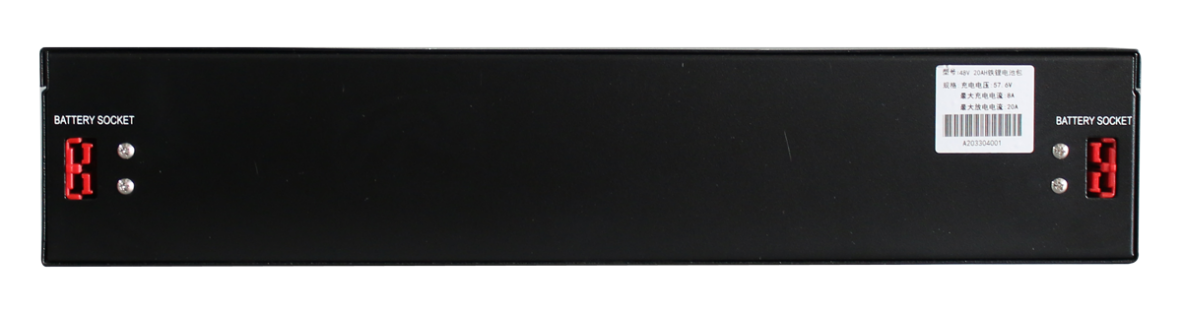 BATTERY SOCKET
型号:48V 20AH铁锂电池包
规格:充电电压:57.6V
最大充电电流:8A
最大放电电流:20A
A203304001
BATTERY SOCKET